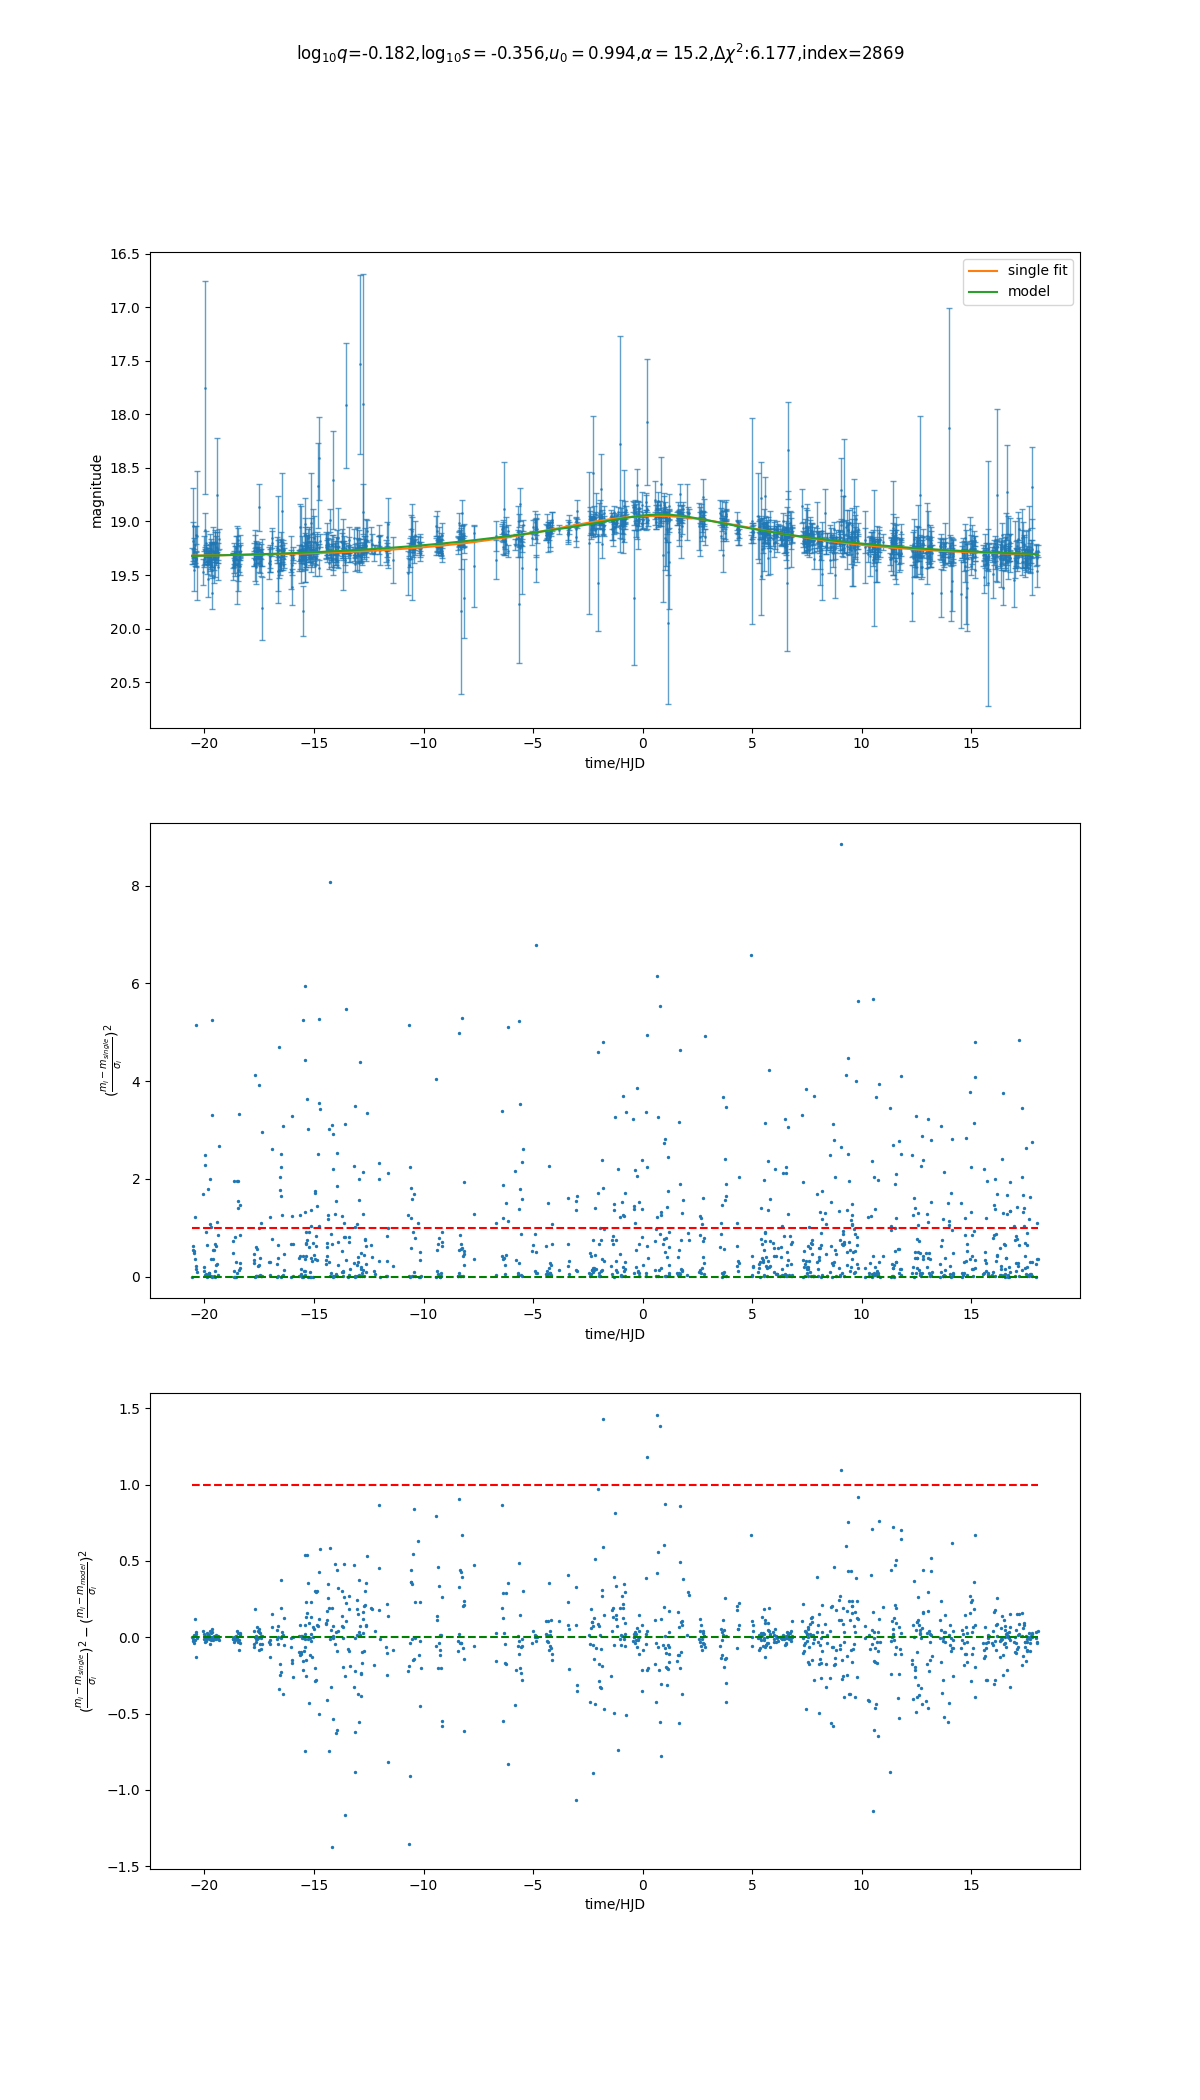 log₁₀q=-0.182,log₁₀s = -0.356,u₀ = 0.994,α = 15.2,Δχ²:6.177,index=2869
16.5
17.0
17.5
18.0
18.5
19.0
19.5
20.0
20.5
magnitude
single fit
model
−20 −15 −10 −5 0 5 10 15
time/HJD
8
6
4
2
0
((mᵢ − m_single)/σᵢ)²
−20 −15 −10 −5 0 5 10 15
time/HJD
1.5
1.0
0.5
0.0
−0.5
−1.0
−1.5
((mᵢ − m_single)/σᵢ)² − ((mᵢ − m_model)/σᵢ)²
−20 −15 −10 −5 0 5 10 15
time/HJD